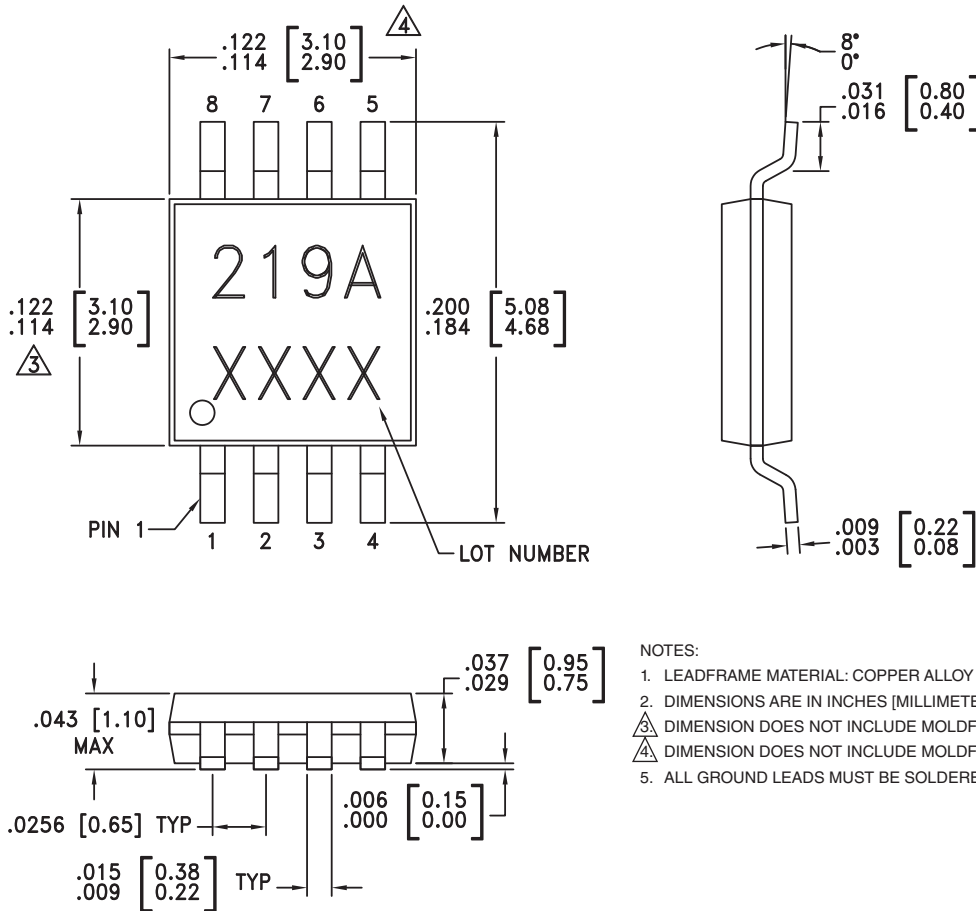 4
.122 [3.10]
.114 [2.90]
8 7 6 5
219A
XXXX
.122 [3.10]
.114 [2.90]
3
.200 [5.08]
.184 [4.68]
PIN 1
1 2 3 4
LOT NUMBER
8°
0°
.031 [0.80]
.016 [0.40]
.009 [0.22]
.003 [0.08]
.043 [1.10]
MAX
.037 [0.95]
.029 [0.75]
.0256 [0.65] TYP
.006 [0.15]
.000 [0.00]
.015 [0.38]
.009 [0.22]
TYP
NOTES:
1. LEADFRAME MATERIAL: COPPER ALLOY
2. DIMENSIONS ARE IN INCHES
3. DIMENSION DOES NOT INCLUDE
4. DIMENSION DOES NOT INCLUDE
5. ALL GROUND LEADS MUST BE